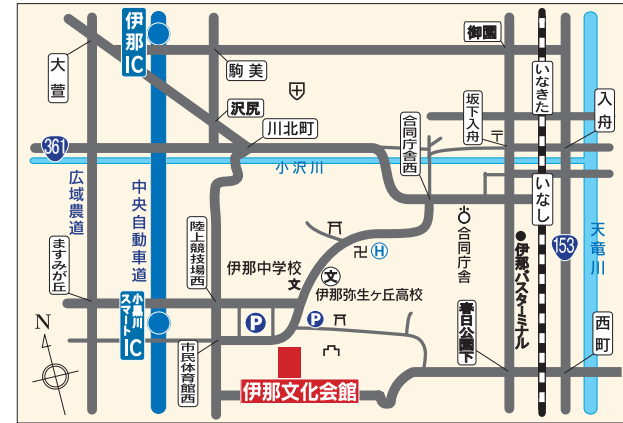 伊那IC
御園
大萱
駒美
いなきた
沢尻
坂下入舟
入舟
合同庁舎西
川北町
〒
361
小沢川
いなし
広域農道
中央自動車道
陸上競技場西
卍
H
合同庁舎
●伊那バスターミナル
153
天竜川
ますみが丘
伊那中学校
文
文
伊那弥生ヶ丘高校
小黒川スマートIC
P
P
N
市民体育館西
春日公園下
西町
伊那文化会館